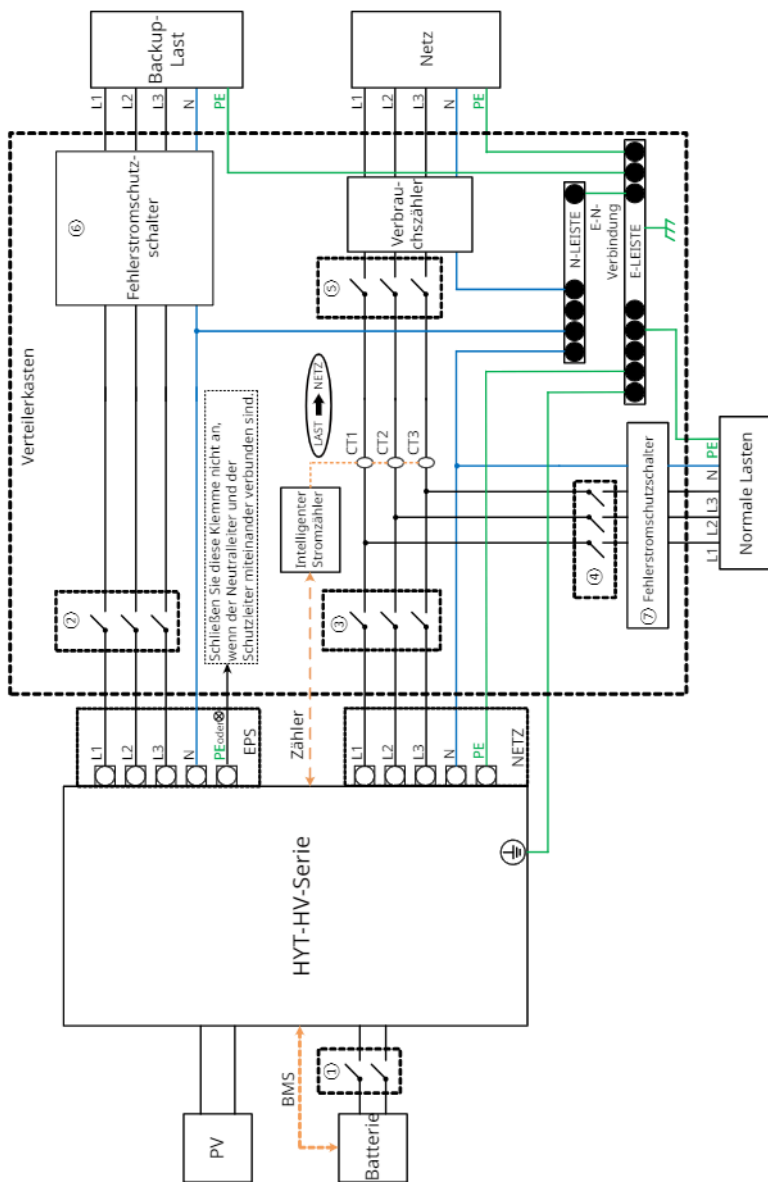 Verteilerkasten
Backup-
Last
L1
L2
L3
N
PE
⑥
Fehlerstromschutz-
schalter
②
L1
L2
L3
N
PE oder ⊗
EPS
Schließen Sie diese Klemme nicht an,
wenn der Neutralleiter und der
Schutzleiter miteinander verbunden sind.
Netz
L1
L2
L3
N
PE
Verbrau-
chszähler
⑤
LAST
NETZ
CT1
CT2
CT3
Intelligenter
Stromzähler
Zähler
③
L1
L2
L3
N
PE
NETZ
N-LEISTE
E-N-
Verbindung
E-LEISTE
④
⑦ Fehlerstromschutzschalter
L1
L2
L3
N
PE
Normale Lasten
HYT-HV-Serie
PV
BMS
①
Batterie